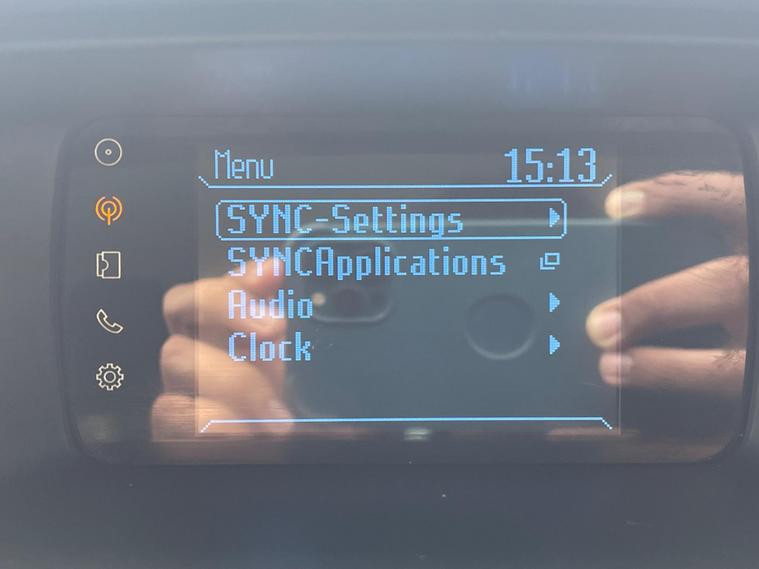 Menu 15:13
SYNC-Settings
SYNCApplications
Audio
Clock